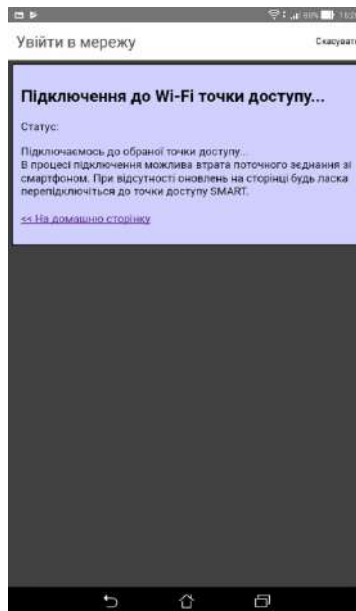 Увійти в мережу
Скасувати
Підключення до Wi-Fi точки доступу...
Статус:
Підключаємось до обраної точки доступу...
В процесі підключення можлива втрата поточного зєднання зі
смартфоном. При відсутності оновлень на сторінці будь ласка
перепідключіться до точки доступу SMART.
<< На домашню сторінку